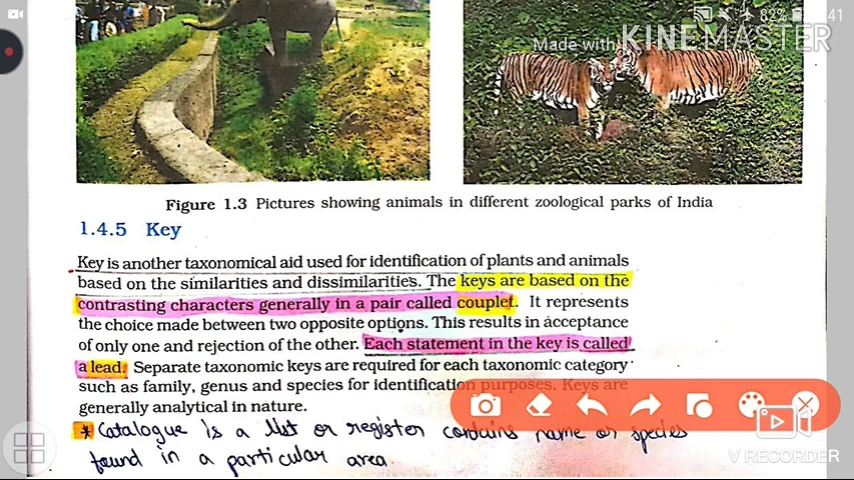 82% 41
Made with KINEMASTER
Figure 1.3 Pictures showing animals in different zoological parks of India
1.4.5 Key
Key is another taxonomical aid used for identification of plants and animals
based on the similarities and dissimilarities. The keys are based on the
contrasting characters generally in a pair called couplet. It represents
the choice made between two opposite options. This results in acceptance
of only one and rejection of the other. Each statement in the key is called
a lead. Separate taxonomic keys are required for each taxonomic category
such as family, genus and species for identification purposes. Keys are
generally analytical in nature.
* Catalogue is a list or register contains name or species
found in a particular area.
V RECORDER